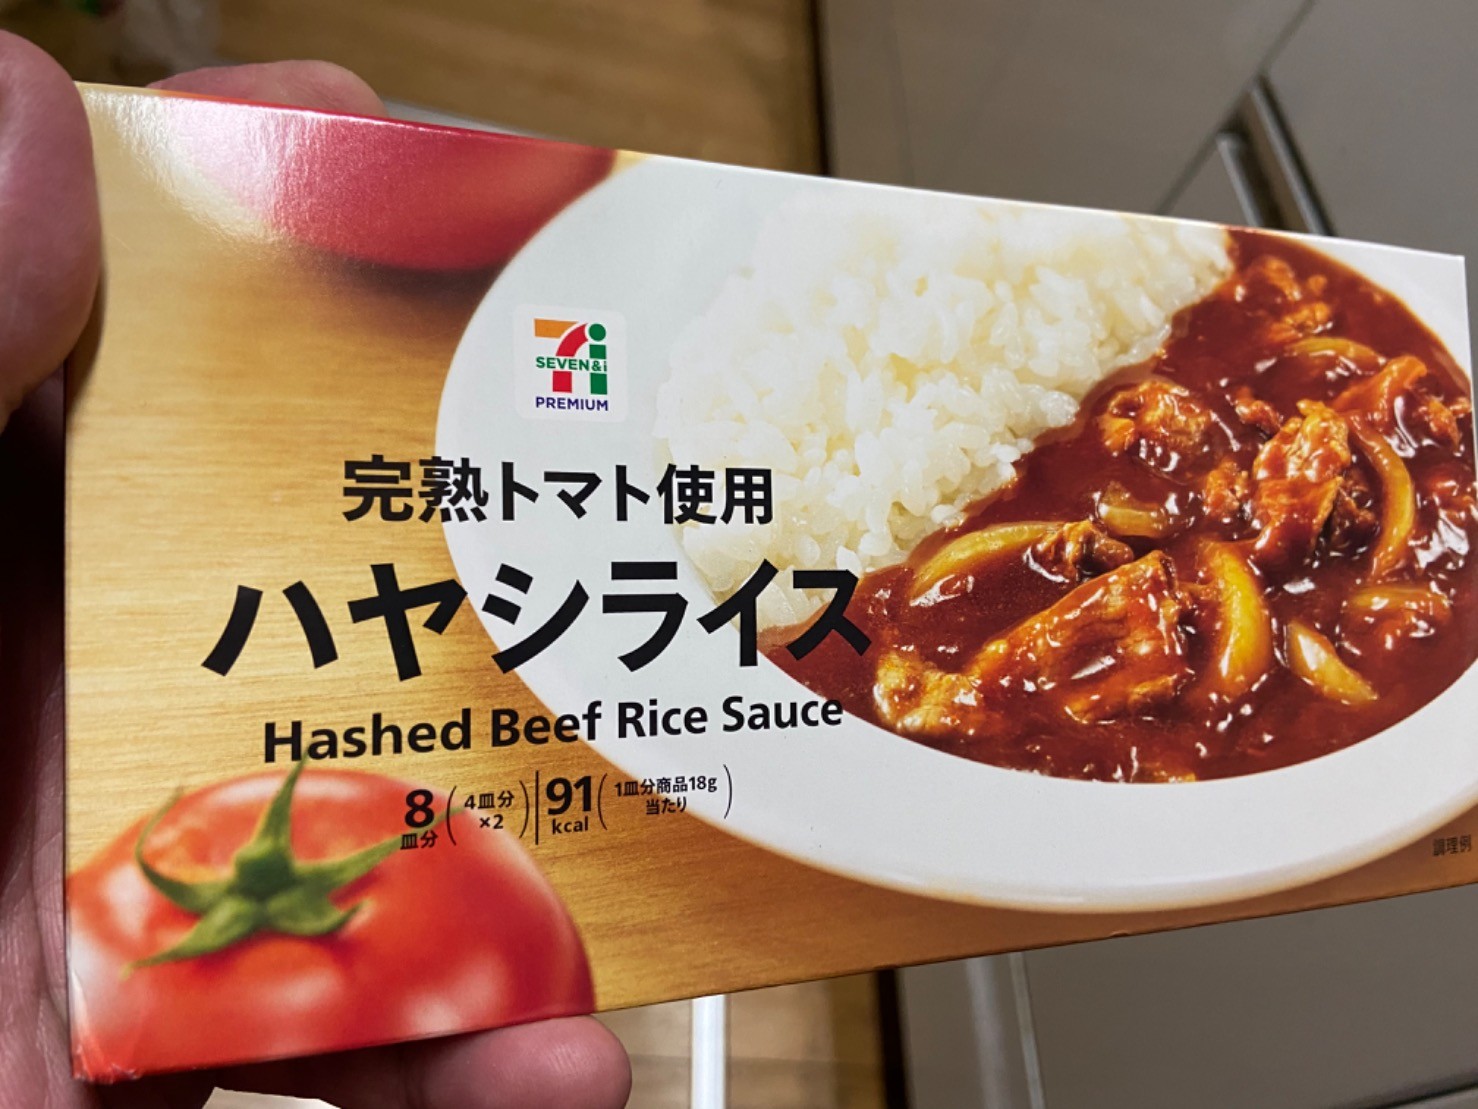 SEVEN&i
PREMIUM
完熟トマト使用
ハヤシライス
Hashed Beef Rice Sauce
8皿分(4皿分×2) 91kcal(1皿分商品18g当たり)
調理例